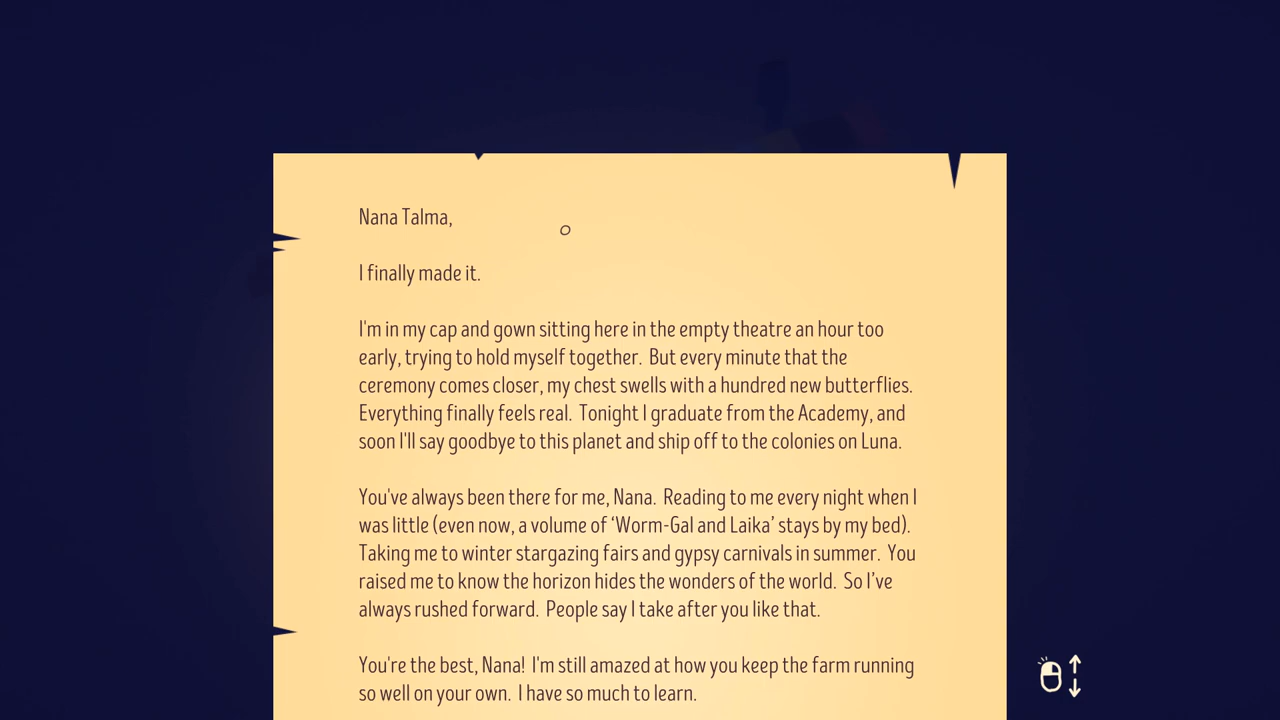 Nana Talma,
I finally made it.
I'm in my cap and gown sitting here in the empty theatre an hour too
early, trying to hold myself together.  But every minute that the
ceremony comes closer, my chest swells with a hundred new butterflies.
Everything finally feels real.  Tonight I graduate from the Academy, and
soon I'll say goodbye to this planet and ship off to the colonies on Luna.
You've always been there for me, Nana.  Reading to me every night when I
was little (even now, a volume of ‘Worm-Gal and Laika’ stays by my bed).
Taking me to winter stargazing fairs and gypsy carnivals in summer.  You
raised me to know the horizon hides the wonders of the world.  So I’ve
always rushed forward.  People say I take after you like that.
You're the best, Nana!  I'm still amazed at how you keep the farm running
so well on your own.  I have so much to learn.